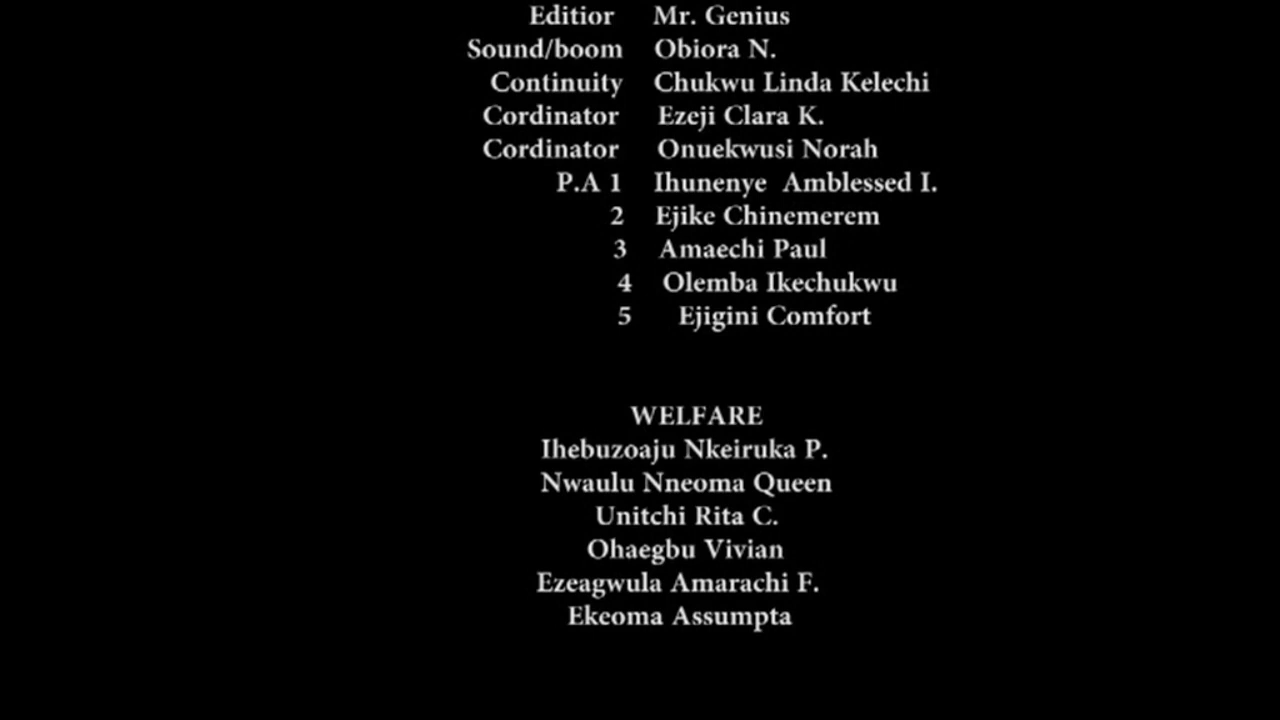 Editior Mr. Genius
Sound/boom Obiora N.
Continuity Chukwu Linda Kelechi
Cordinator Ezeji Clara K.
Cordinator Onuekwusi Norah
P.A 1 Ihunenye Amblessed I.
2 Ejike Chinemerem
3 Amaechi Paul
4 Olemba Ikechukwu
5 Ejigini Comfort
WELFARE
Ihebuzoaju Nkeiruka P.
Nwaulu Nneoma Queen
Unitchi Rita C.
Ohaegbu Vivian
Ezeagwula Amarachi F.
Ekeoma Assumpta